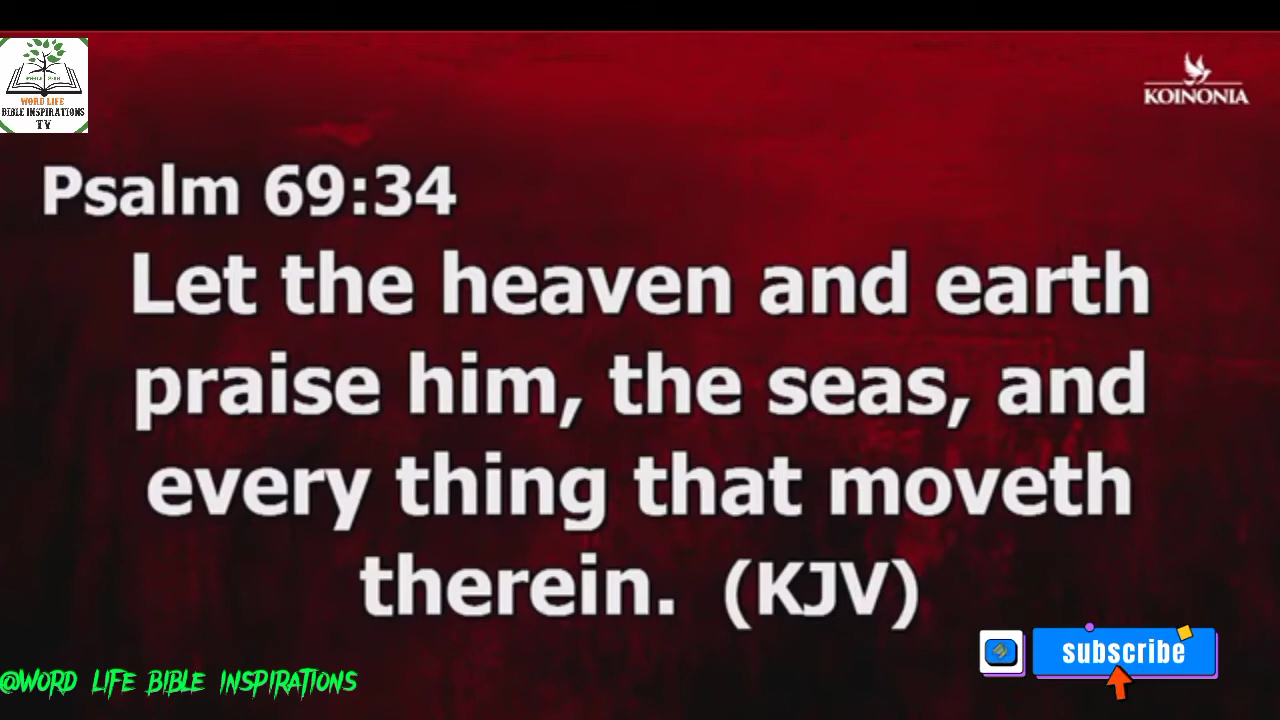 WORD LIFE
BIBLE INSPIRATIONS
TV
KOINONIA
Psalm 69:34
Let the heaven and earth
praise him, the seas, and
every thing that moveth
therein. (KJV)
subscribe
@WORD LIFE BIBLE INSPIRATIONS